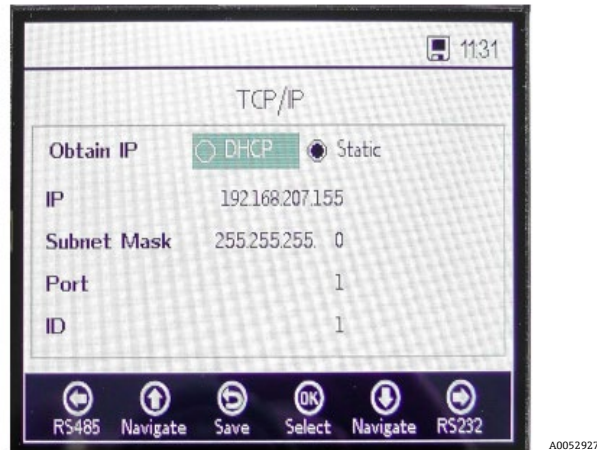 11:31
TCP/IP
Obtain IP DHCP Static
IP 192.168.207.155
Subnet Mask 255.255.255. 0
Port 1
ID 1
OK
RS485 Navigate Save Select Navigate RS232
A0052927